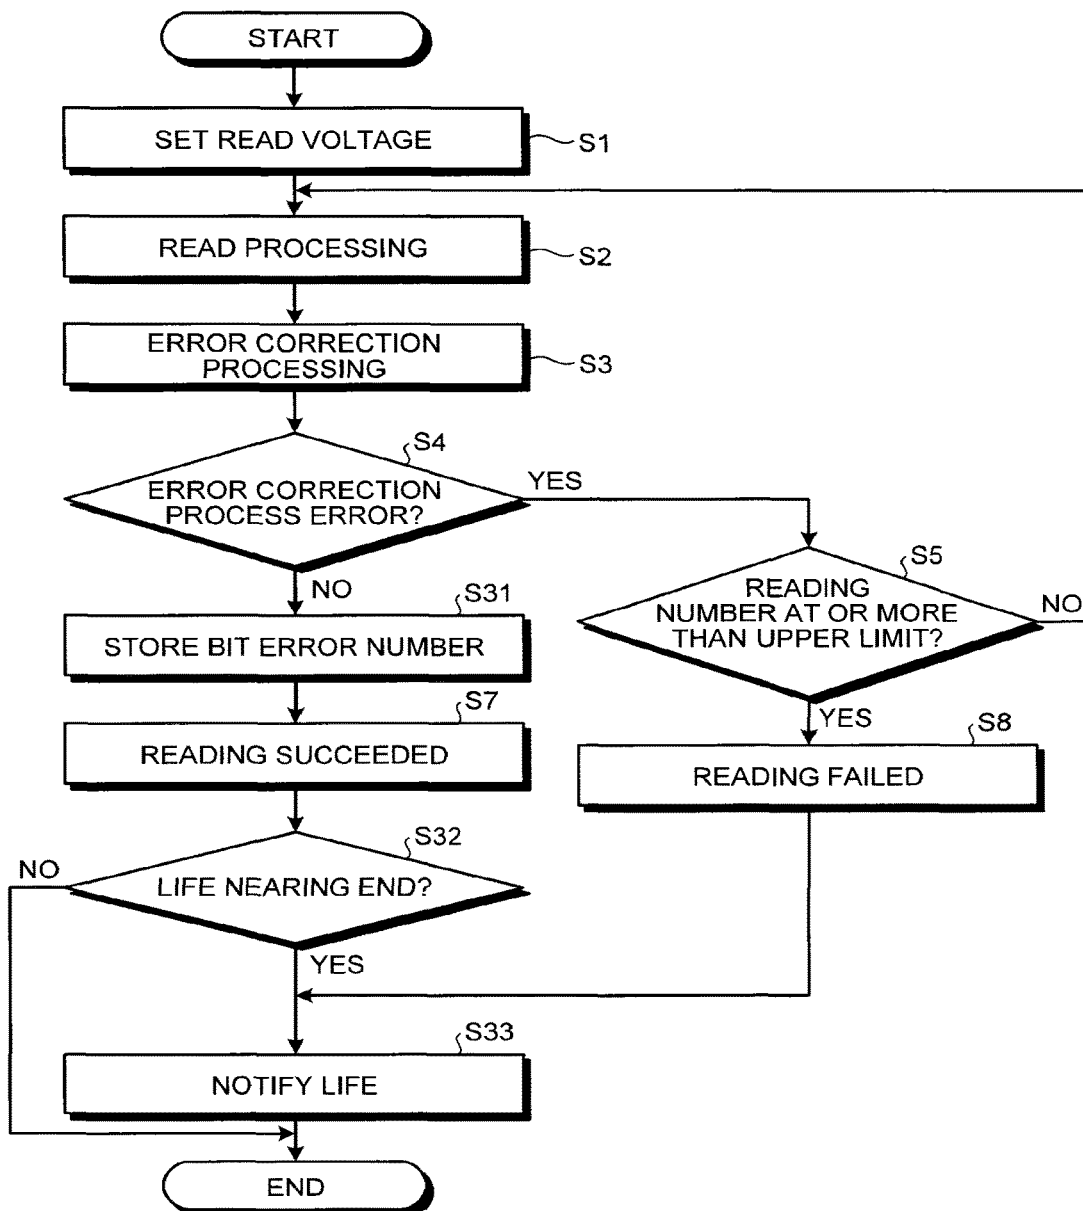 START
SET READ VOLTAGE
S1
READ PROCESSING
S2
ERROR CORRECTION
PROCESSING
S3
S4
ERROR CORRECTION
PROCESS ERROR?
YES
NO
S5
READING
NUMBER AT OR MORE
THAN UPPER LIMIT?
NO
YES
S31
STORE BIT ERROR NUMBER
S7
READING SUCCEEDED
S8
READING FAILED
S32
LIFE NEARING END?
NO
YES
S33
NOTIFY LIFE
END